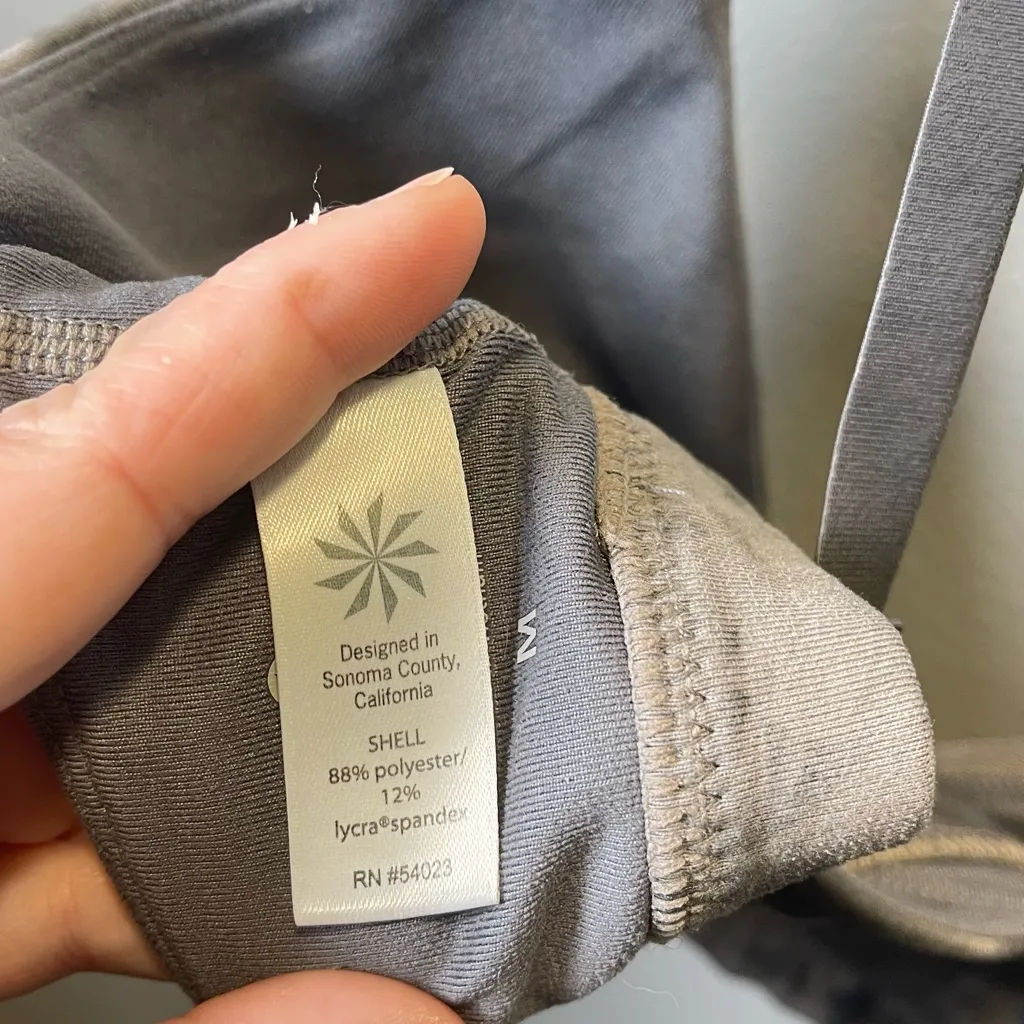 Designed in
Sonoma County,
California
SHELL
88% polyester/
12%
lycra®spandex
RN #54023
M